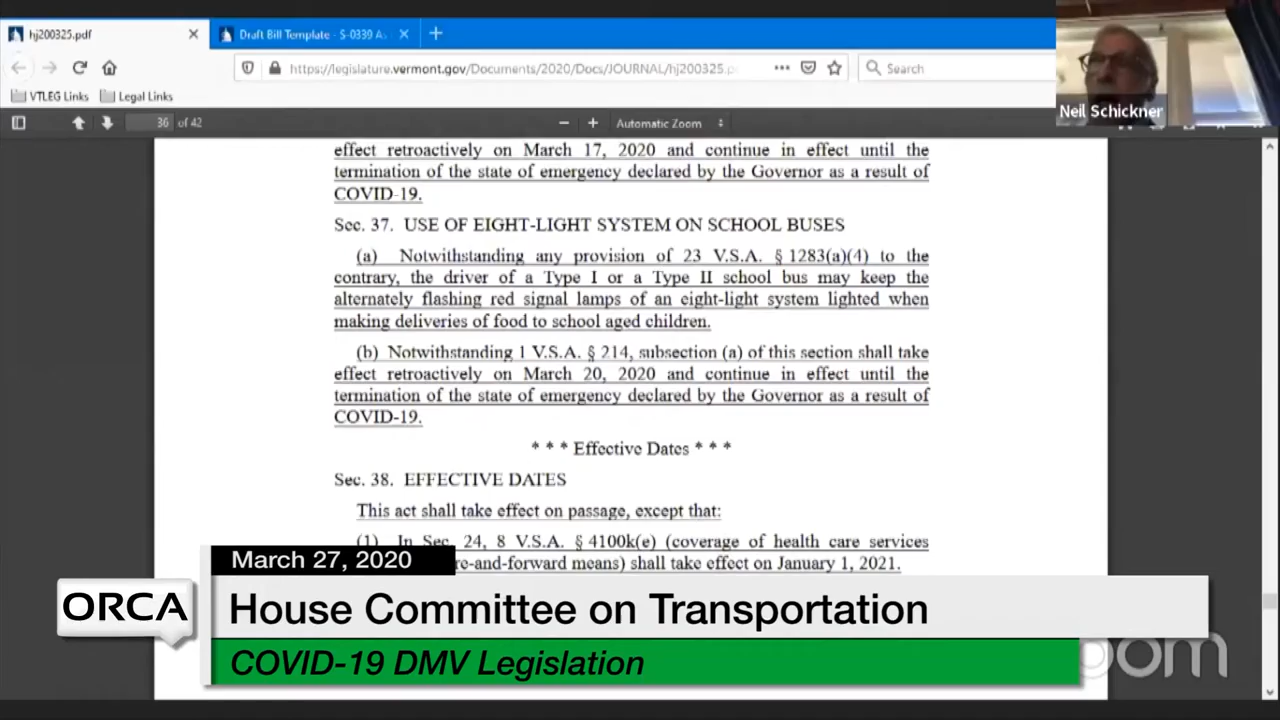 hj200325.pdf
Draft Bill Template - S-0339 A
https://legislature.vermont.gov/Documents/2020/Docs/JOURNAL/hj200325.p
Search
VTLEG Links Legal Links
Neil Schickner
36 of 42
Automatic Zoom
effect retroactively on March 17, 2020 and continue in effect until the
termination of the state of emergency declared by the Governor as a result of
COVID-19.
Sec. 37. USE OF EIGHT-LIGHT SYSTEM ON SCHOOL BUSES
(a) Notwithstanding any provision of 23 V.S.A. § 1283(a)(4) to the
contrary, the driver of a Type I or a Type II school bus may keep the
alternately flashing red signal lamps of an eight-light system lighted when
making deliveries of food to school aged children.
(b) Notwithstanding 1 V.S.A. § 214, subsection (a) of this section shall take
effect retroactively on March 20, 2020 and continue in effect until the
termination of the state of emergency declared by the Governor as a result of
COVID-19.
* * * Effective Dates * * *
Sec. 38. EFFECTIVE DATES
This act shall take effect on passage, except that:
(1) In Sec. 24, 8 V.S.A. § 4100k(e) (coverage of health care services
re-and-forward means) shall take effect on January 1, 2021.
March 27, 2020
ORCA
House Committee on Transportation
COVID-19 DMV Legislation
oom